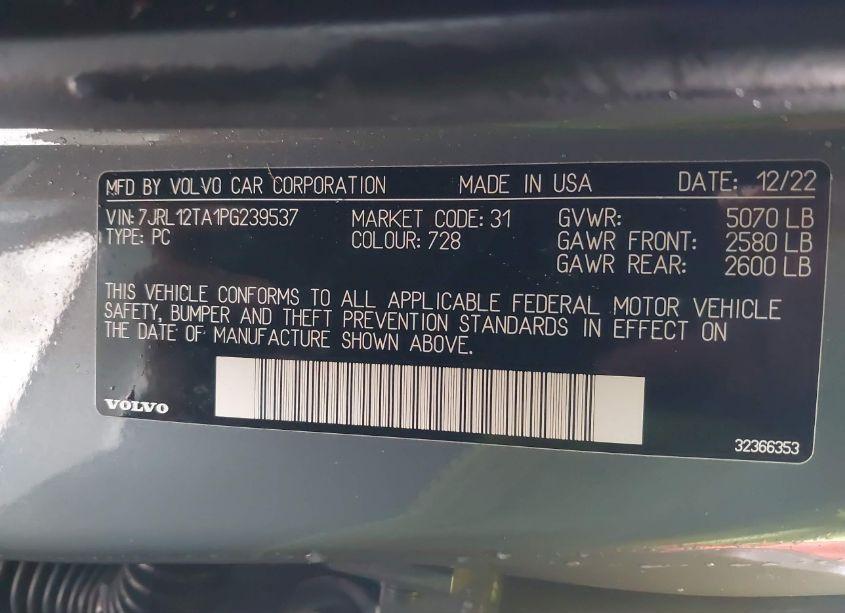 MFD BY VOLVO CAR CORPORATION MADE IN USA DATE: 12/22
VIN: 7JRL12TA1PG239537 MARKET CODE: 31 GVWR: 5070 LB
TYPE: PC COLOUR: 728 GAWR FRONT: 2580 LB
GAWR REAR: 2600 LB
THIS VEHICLE CONFORMS TO ALL APPLICABLE FEDERAL MOTOR VEHICLE
SAFETY, BUMPER AND THEFT PREVENTION STANDARDS IN EFFECT ON
THE DATE OF MANUFACTURE SHOWN ABOVE.
VOLVO
32366353